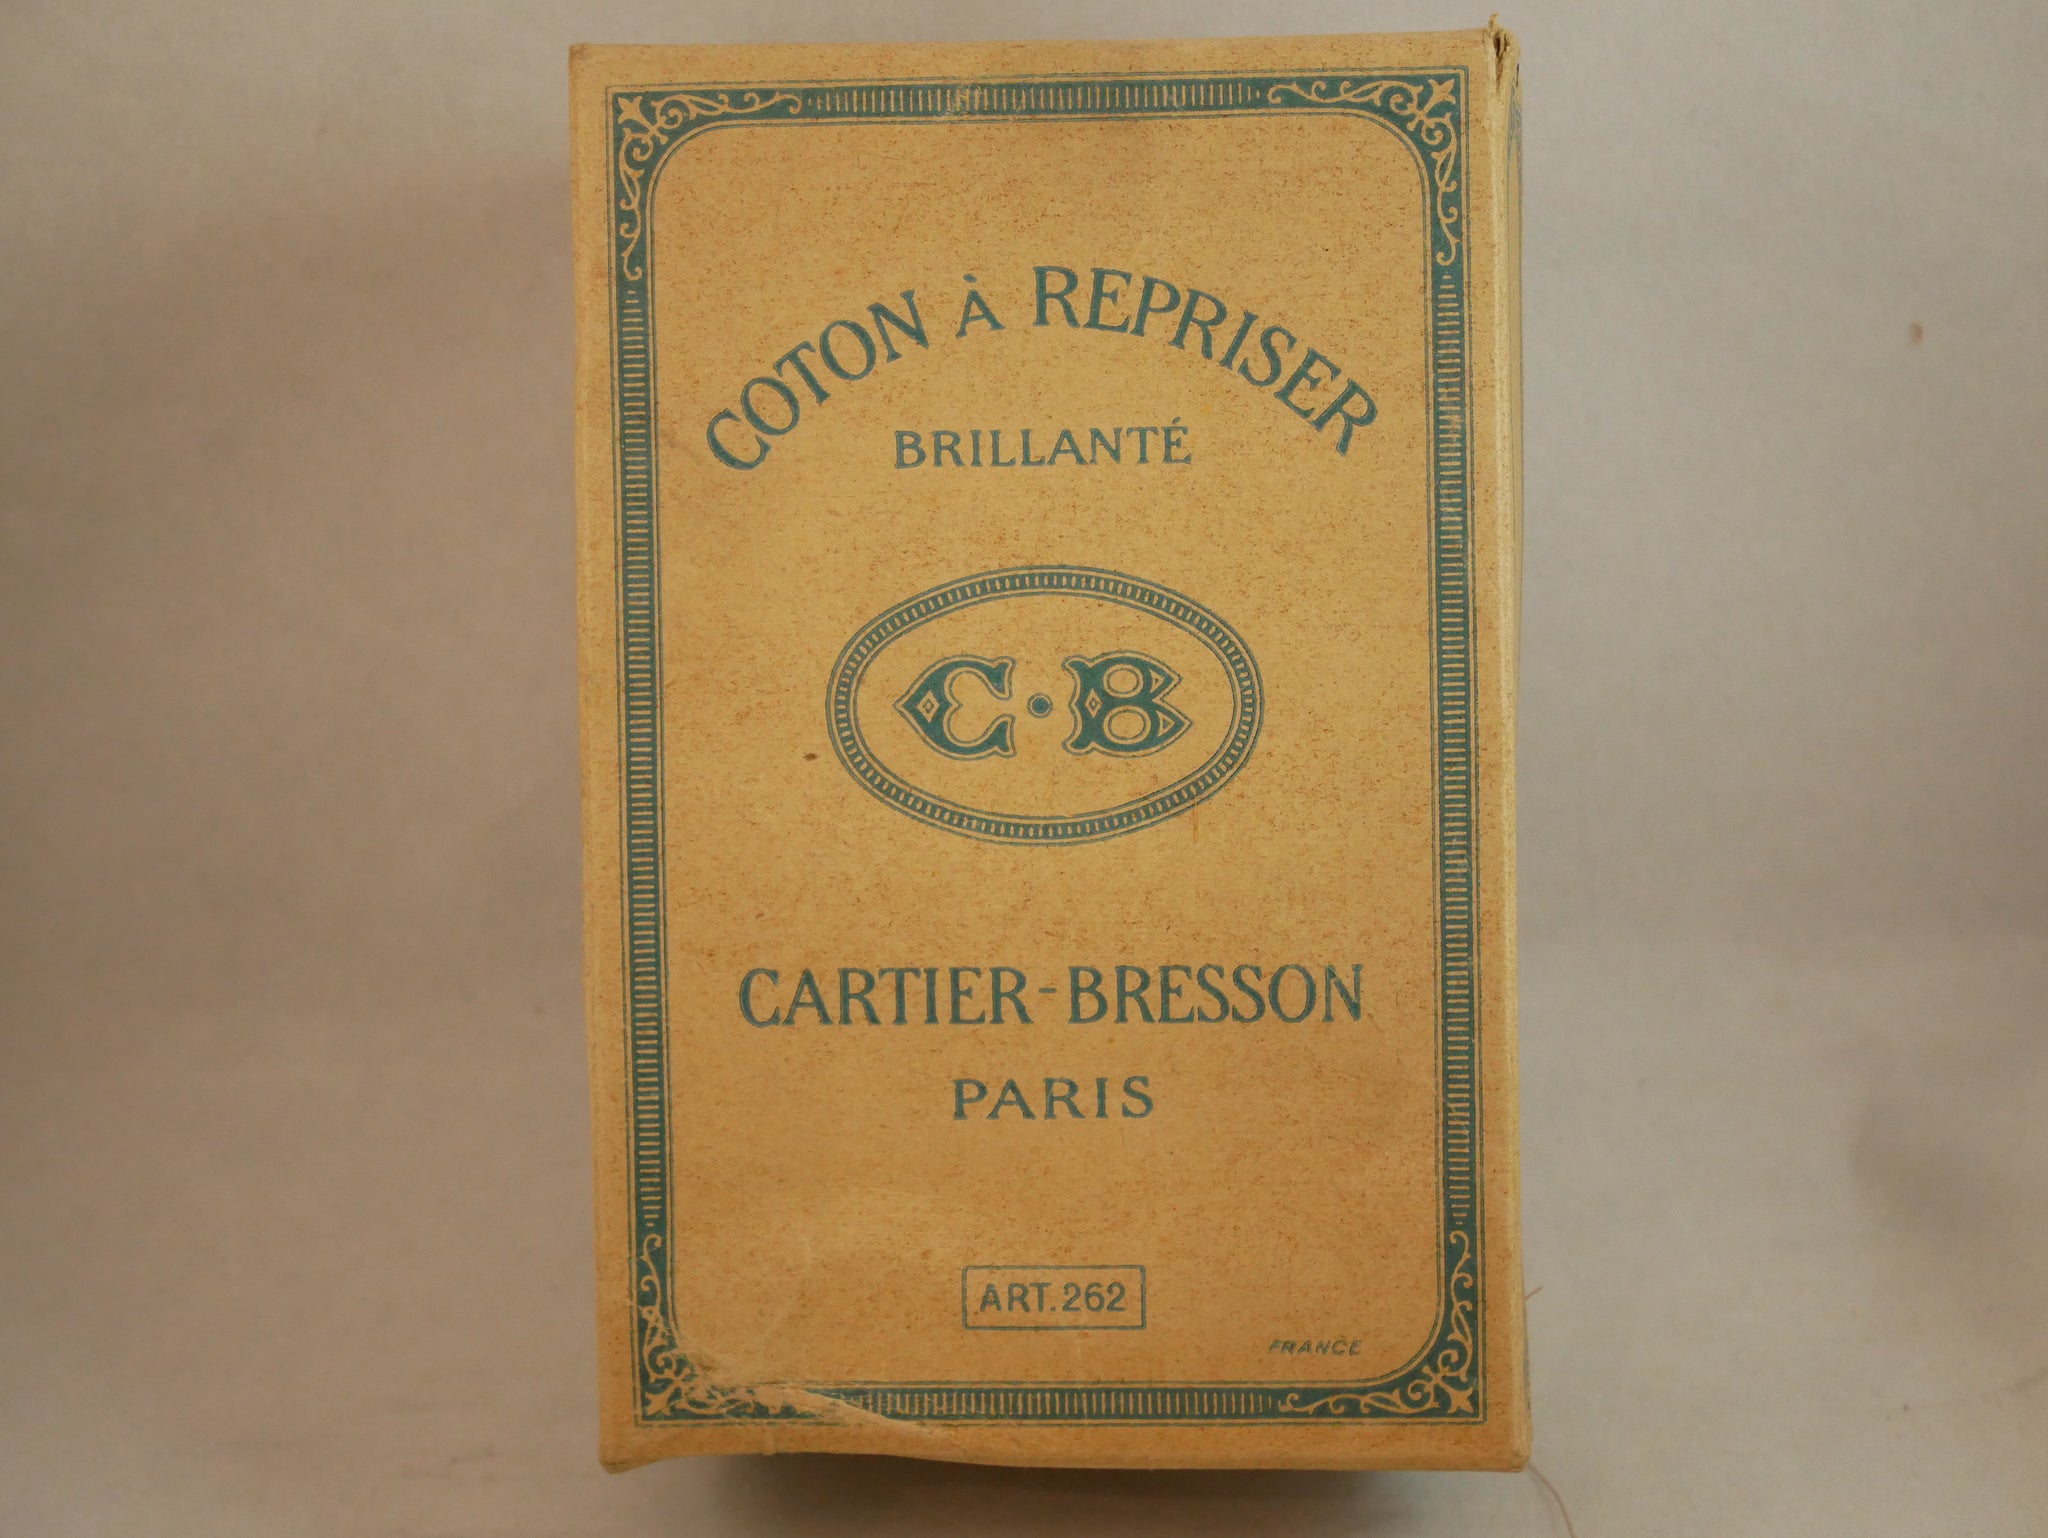 COTON À REPRISER
BRILLANTÉ
C·B
CARTIER-BRESSON
PARIS
ART.262
FRANCE